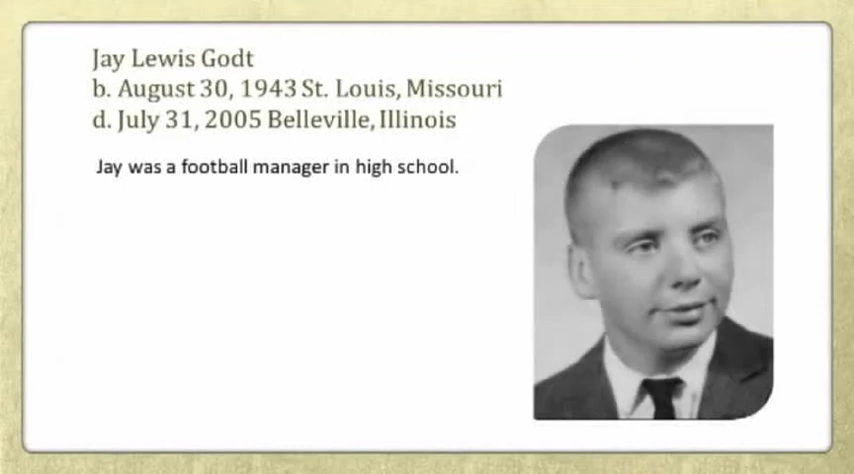 Jay Lewis Godt
b. August 30, 1943 St. Louis, Missouri
d. July 31, 2005 Belleville, Illinois
Jay was a football manager in high school.